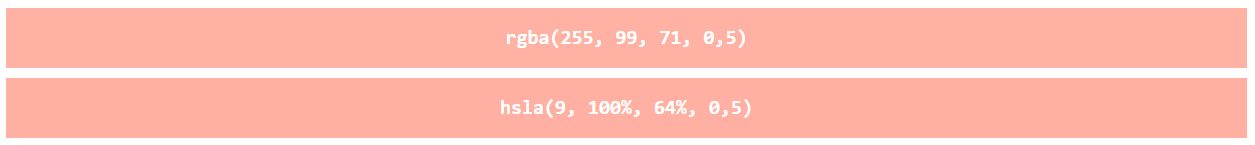 rgba(255, 99, 71, 0,5)
hsla(9, 100%, 64%, 0,5)